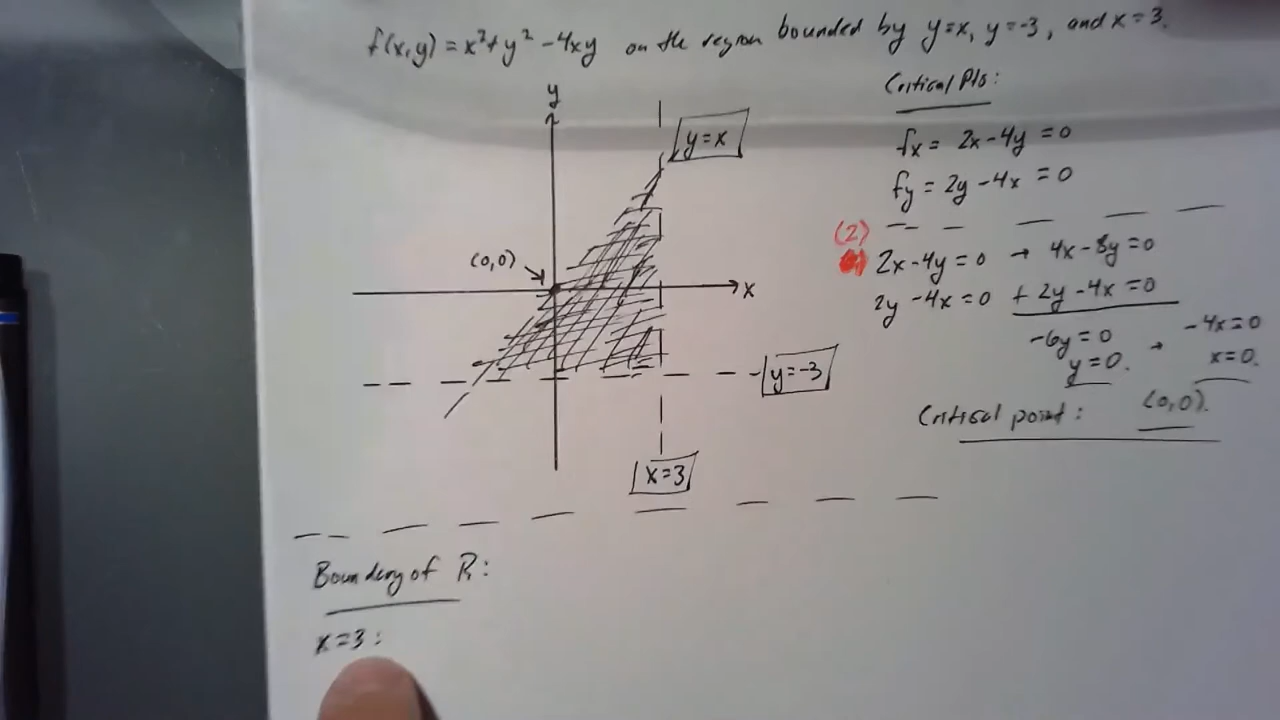 f(x,y) = x² + y² - 4xy on the region bounded by y=x, y=-3, and x=3.
Critical Pts:
y
y=x
fx = 2x-4y = 0
fy = 2y-4x = 0
(2)
(0,0)
2x-4y=0 → 4x-8y=0
x
2y-4x=0 + 2y-4x=0
-6y=0 → -4x=0
y=0. x=0.
y=-3
Critical point: (0,0).
x=3
Boundary of R:
x=3: